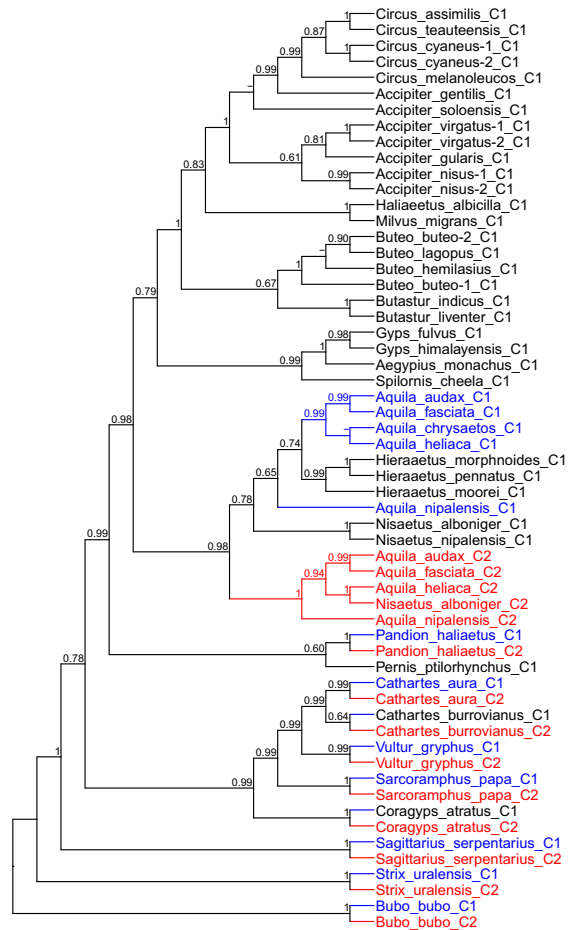 Circus_assimilis_C1
Circus_teauteensis_C1
Circus_cyaneus-1_C1
Circus_cyaneus-2_C1
Circus_melanoleucos_C1
Accipiter_gentilis_C1
Accipiter_soloensis_C1
Accipiter_virgatus-1_C1
Accipiter_virgatus-2_C1
Accipiter_gularis_C1
Accipiter_nisus-1_C1
Accipiter_nisus-2_C1
Haliaeetus_albicilla_C1
Milvus_migrans_C1
Buteo_buteo-2_C1
Buteo_lagopus_C1
Buteo_hemilasius_C1
Buteo_buteo-1_C1
Butastur_indicus_C1
Butastur_liventer_C1
Gyps_fulvus_C1
Gyps_himalayensis_C1
Aegypius_monachus_C1
Spilornis_cheela_C1
Aquila_audax_C1
Aquila_fasciata_C1
Aquila_chrysaetos_C1
Aquila_heliaca_C1
Hieraaetus_morphnoides_C1
Hieraaetus_pennatus_C1
Hieraaetus_moorei_C1
Aquila_nipalensis_C1
Nisaetus_alboniger_C1
Nisaetus_nipalensis_C1
Aquila_audax_C2
Aquila_fasciata_C2
Aquila_heliaca_C2
Nisaetus_alboniger_C2
Aquila_nipalensis_C2
Pandion_haliaetus_C1
Pandion_haliaetus_C2
Pernis_ptilorhynchus_C1
Cathartes_aura_C1
Cathartes_aura_C2
Cathartes_burrovianus_C1
Cathartes_burrovianus_C2
Vultur_gryphus_C1
Vultur_gryphus_C2
Sarcoramphus_papa_C1
Sarcoramphus_papa_C2
Coragyps_atratus_C1
Coragyps_atratus_C2
Sagittarius_serpentarius_C1
Sagittarius_serpentarius_C2
Strix_uralensis_C1
Strix_uralensis_C2
Bubo_bubo_C1
Bubo_bubo_C2
1
0.87
1
0.99
0.99
–
1
1
0.81
0.61
0.99
0.83
1
1
0.90
–
1
0.67
1
0.79
0.98
1
0.99
0.99
0.99
–
0.74
1
0.99
0.65
0.78
1
0.98
0.98
0.99
0.94
1
1
0.99
1
0.60
0.78
0.99
0.99
0.64
0.99
0.99
0.99
1
0.99
1
1
1
1
1